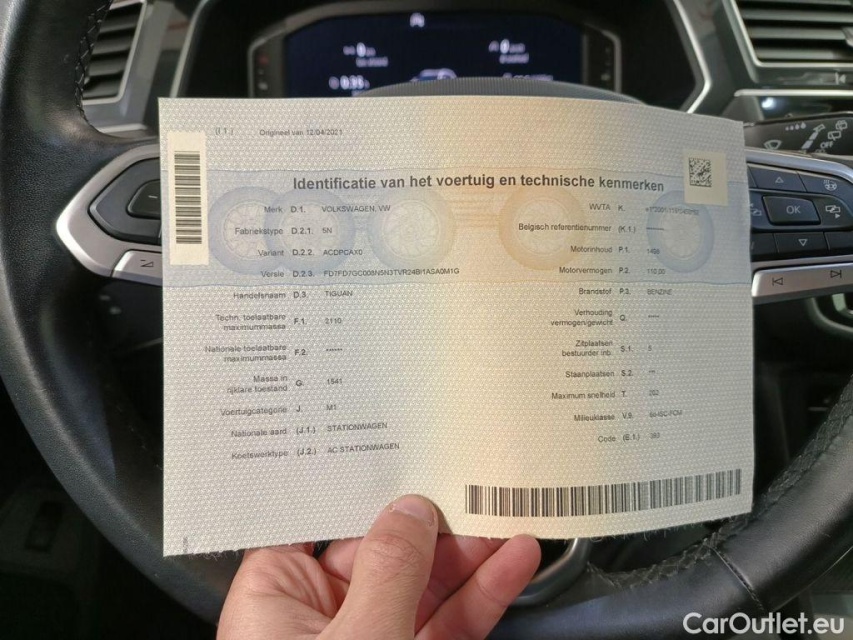 (I.1.) Origineel van 12/04/2021
Identificatie van het voertuig en technische kenmerken
Merk D.1. VOLKSWAGEN, VW
Fabriekstype D.2.1. 5N
Variant D.2.2. ACDPCAX0
Versie D.2.3.
Handelsnaam D.3. TIGUAN
Techn. toelaatbare
maximummassa F.1. 2110
Nationale toelaatbare
maximummassa F.2. ******
Massa in
rijklare toestand G. 1541
Voertuigcategorie J. M1
Nationale aard (J.1.) STATIONWAGEN
Koetswerktype (J.2.) AC STATIONWAGEN
WVTA K.
Belgisch referentienummer (K.1.)
Motorinhoud P.1. 1498
Motorvermogen P.2. 110.00
Brandstof P.3. BENZINE
Verhouding
vermogen/gewicht Q.
Zitplaatsen
bestuurder inb. S.1. 5
Staanplaatsen S.2.
Maximum snelheid T. 202
Milieuklasse V.9.
Code (E.1.)
OK
CarOutlet.eu